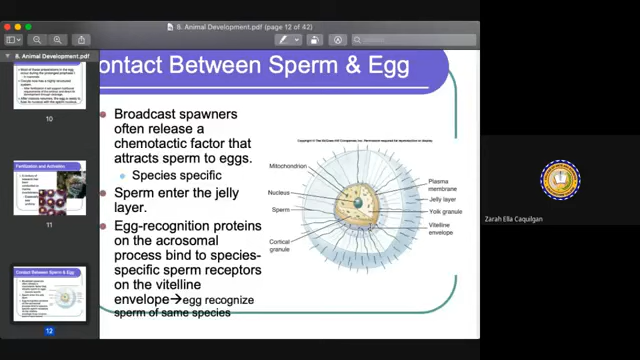 8. Animal Development.pdf (page 12 of 42)
Search
8. Animal Development.pdf
10
Fertilization and Activation
11
Contact Between Sperm & Egg
12
ontact Between Sperm & Egg
Broadcast spawners
often release a
chemotactic factor that
attracts sperm to eggs.
Species specific
Sperm enter the jelly
layer.
Egg-recognition proteins
on the acrosomal
process bind to species-
specific sperm receptors
on the vitelline
envelope→egg recognize
sperm of same species
Copyright © The McGraw-Hill Companies, Inc. Permission required for reproduction or display.
Mitochondrion
Nucleus
Sperm
Cortical
granule
Plasma
membrane
Jelly layer
Yolk granule
Vitelline
envelope
Zarah Ella Caquilgan